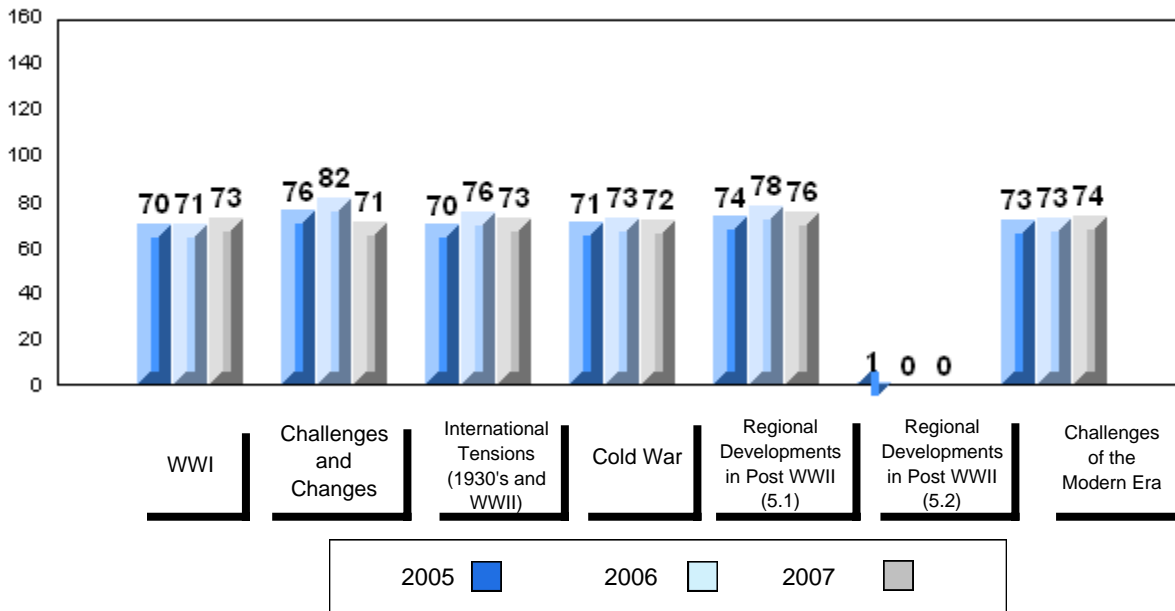 160
140
120
100
80
60
40
20
0
70 71 73
76 82 71
70 76 73
71 73 72
74 78 76
1 0 0
73 73 74
WWI
Challenges
and
Changes
International
Tensions
(1930's and
WWII)
Cold War
Regional
Developments
in Post WWII
(5.1)
Regional
Developments
in Post WWII
(5.2)
Challenges
of the
Modern Era
2005 2006 2007